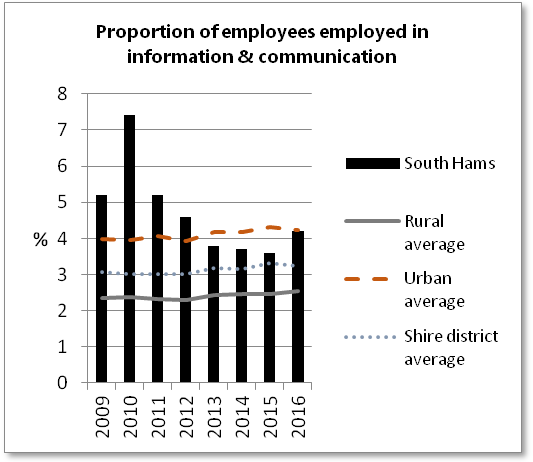 Proportion of employees employed in
information & communication
8
7
6
5
4
3
2
1
0
%
2009
2010
2011
2012
2013
2014
2015
2016
South Hams
Rural
average
Urban
average
Shire district
average